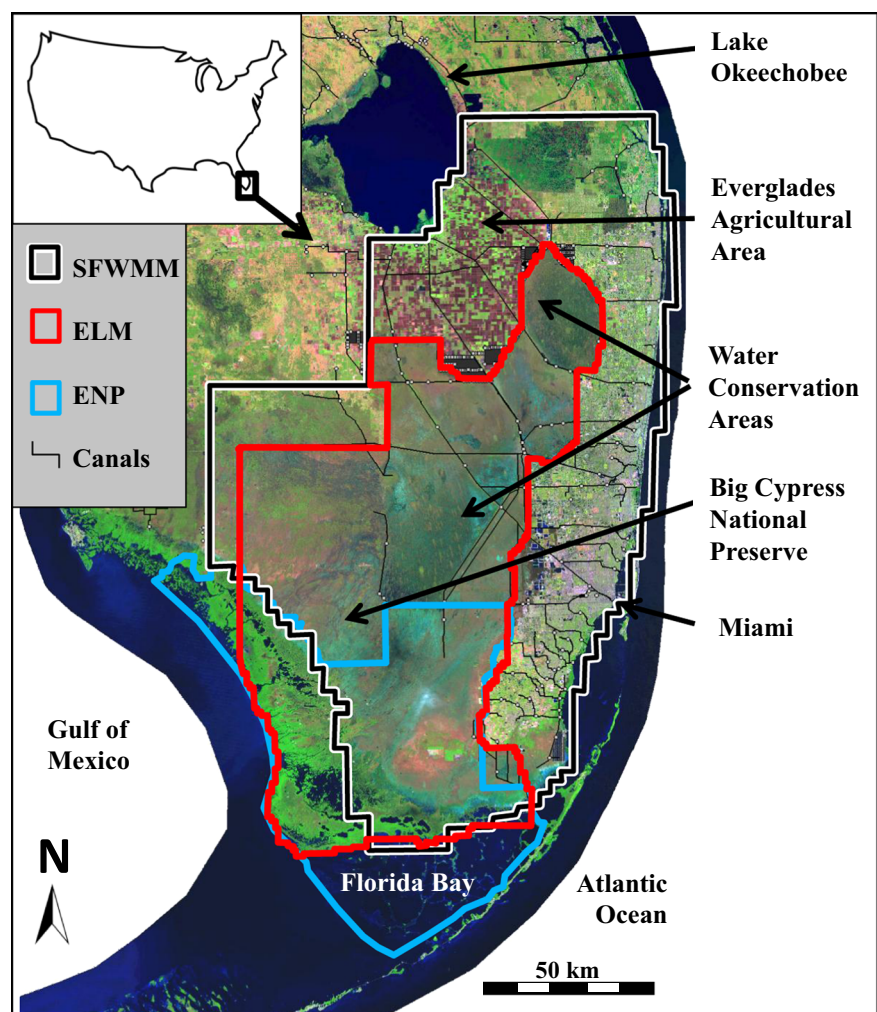 Lake
Okeechobee
Everglades
Agricultural
Area
SFWMM
ELM
ENP
Canals
Water
Conservation
Areas
Big Cypress
National
Preserve
Miami
Gulf of
Mexico
N
Florida Bay
Atlantic
Ocean
50 km